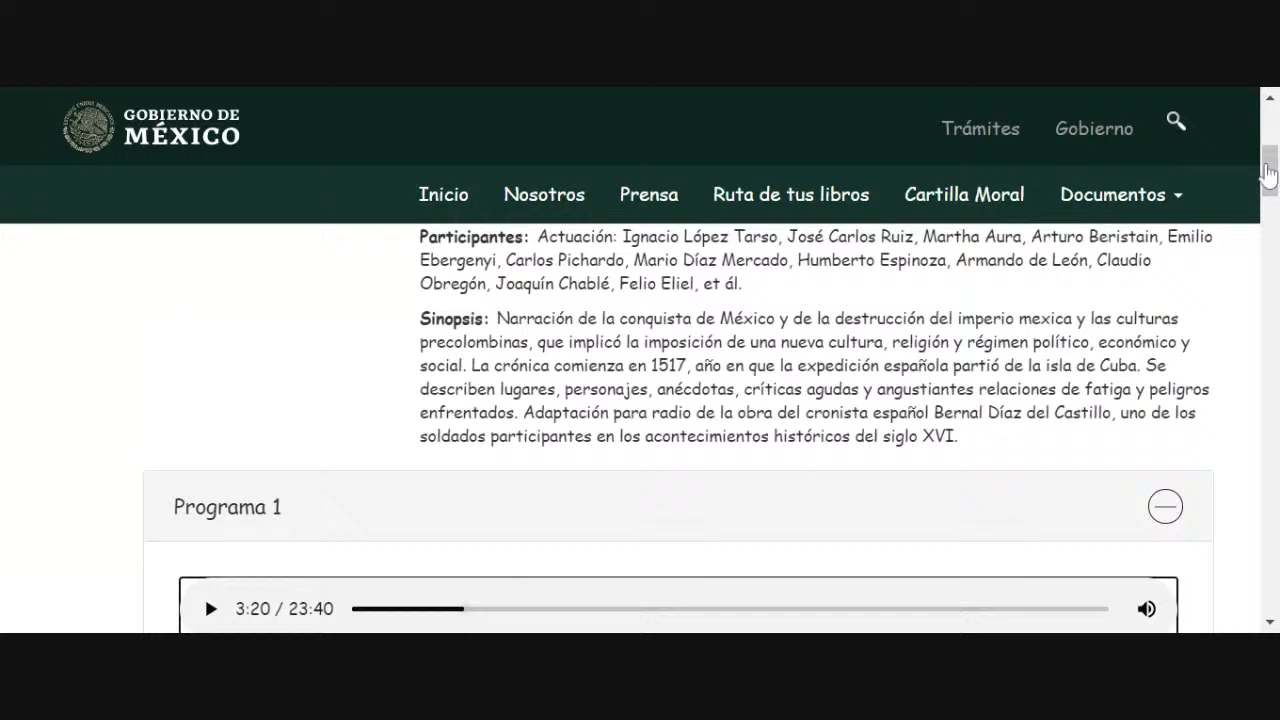 GOBIERNO DE
MÉXICO
Trámites Gobierno
Inicio Nosotros Prensa Ruta de tus libros Cartilla Moral Documentos
Participantes: Actuación: Ignacio López Tarso, José Carlos Ruiz, Martha Aura, Arturo Beristain, Emilio
Ebergenyi, Carlos Pichardo, Mario Díaz Mercado, Humberto Espinoza, Armando de León, Claudio
Obregón, Joaquín Chablé, Felio Eliel, et ál.
Sinopsis: Narración de la conquista de México y de la destrucción del imperio mexica y las culturas
precolombinas, que implicó la imposición de una nueva cultura, religión y régimen político, económico y
social. La crónica comienza en 1517, año en que la expedición española partió de la isla de Cuba. Se
describen lugares, personajes, anécdotas, críticas agudas y angustiantes relaciones de fatiga y peligros
enfrentados. Adaptación para radio de la obra del cronista español Bernal Díaz del Castillo, uno de los
soldados participantes en los acontecimientos históricos del siglo XVI.
Programa 1
3:20 / 23:40